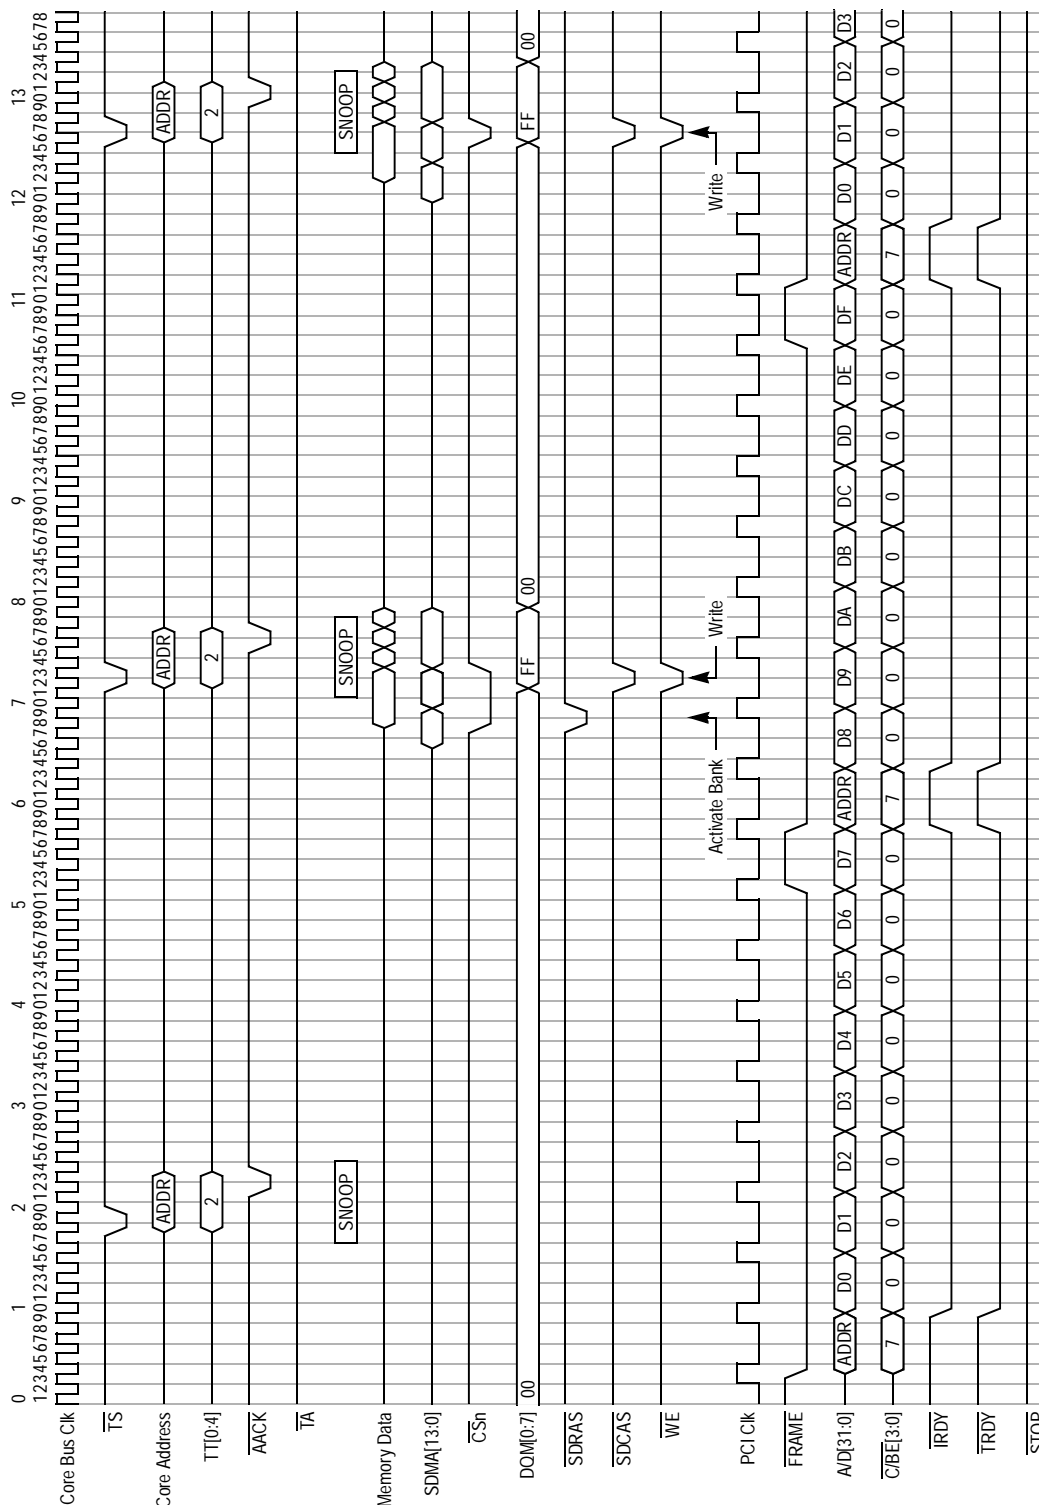 0 1 2 3 4 5 6 7 8 9 10 11 12 13
123456789012345678901234567890123456789012345678901234567890123456789012345678901234567890123456789012345678901234567890123456789012345678
Core Bus Clk
TS
Core Address ADDR ADDR ADDR
TT[0:4] 2 2 2
AACK
TA
SNOOP SNOOP SNOOP
Memory Data
SDMA[13:0]
CSn
DQM[0:7] 00 FF 00 FF 00
SDRAS
SDCAS
WE
Activate Bank Write Write
PCI Clk
FRAME
A/D[31:0] ADDR D0 D1 D2 D3 D4 D5 D6 D7 ADDR D8 D9 DA DB DC DD DE DF ADDR D0 D1 D2 D3
C/BE[3:0] 7 0 0 0 0 0 0 0 0 7 0 0 0 0 0 0 0 0 7 0 0 0 0
IRDY
TRDY
STOP